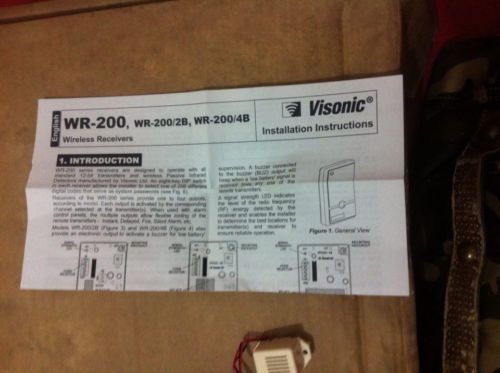 English
WR-200, WR-200/2B, WR-200/4B
Wireless Receivers
Visonic®
Installation Instructions
1. INTRODUCTION
WR-200 series receivers are designed to operate with all
standard 12-04 transmitters and wireless Passive Infrared
Detectors manufactured by Visonic Ltd. An eight-key DIP switch
in each receiver allows the installer to select one of 256 different
digital codes that serve as system passwords (see Fig. 6).
Receivers of the WR-200 series provide one to four outputs,
according to model. Each output is activated by the corresponding
channel selected at the transmitter(s). When used with alarm
control panels, the multiple outputs allow flexible zoning of the
remote transmitters - Instant, Delayed, Fire, Silent Alarm, etc.
Models WR-200/2B (Figure 3) and WR-200/4B (Figure 4) also
provide an electronic output to activate a buzzer for 'low battery'
supervision. A buzzer connected
to the buzzer (BUZ) output will
beep when a 'low battery' signal is
received from any one of the
remote transmitters.
A signal strength LED indicates
the level of the radio frequency
(RF) energy detected by the
receiver and enables the installer
to determine the best locations for
transmitter(s) and receiver to
ensure reliable operation.
Figure 1. General View